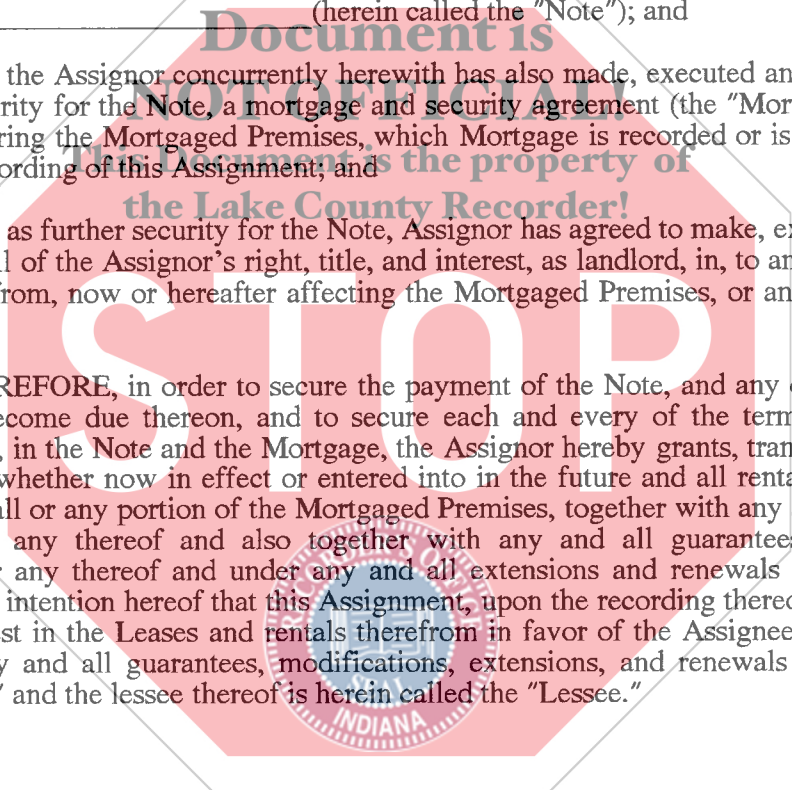 (herein called the "Note"); and
Document is
the Assignor concurrently herewith has also made, executed an
NOT OFFICIAL!
rity for the Note, a mortgage and security agreement (the "Mor
ring the Mortgaged Premises, which Mortgage is recorded or is
This Document is the property of
ording of this Assignment; and
the Lake County Recorder!
as further security for the Note, Assignor has agreed to make, ex
l of the Assignor's right, title, and interest, as landlord, in, to an
rom, now or hereafter affecting the Mortgaged Premises, or an
STOP
REFORE, in order to secure the payment of the Note, and any
ecome due thereon, and to secure each and every of the term
, in the Note and the Mortgage, the Assignor hereby grants, tran
whether now in effect or entered into in the future and all renta
all or any portion of the Mortgaged Premises, together with any
any thereof and also together with any and all guarantee
any thereof and under any and all extensions and renewals
intention hereof that this Assignment, upon the recording thereo
st in the Leases and rentals therefrom in favor of the Assignee
y and all guarantees, modifications, extensions, and renewals
" and the lessee thereof is herein called the "Lessee."
RECORDER'S OFFICE
SEAL
INDIANA